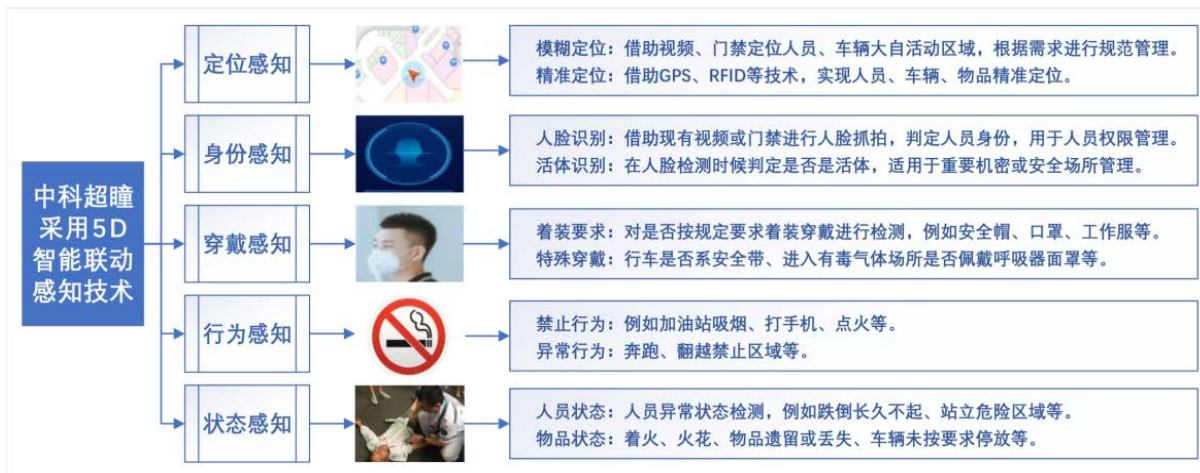 中科超瞳
采用5D
智能联动
感知技术
定位感知
模糊定位：借助视频、门禁定位人员、车辆大自活动区域，根据需求进行规范管理。
精准定位：借助GPS、RFID等技术，实现人员、车辆、物品精准定位。
身份感知
人脸识别：借助现有视频或门禁进行人脸抓拍，判定人员身份，用于人员权限管理。
活体识别：在人脸检测时候判定是否是活体，适用于重要机密或安全场所管理。
穿戴感知
着装要求：对是否按规定要求着装穿戴进行检测，例如安全帽、口罩、工作服等。
特殊穿戴：行车是否系安全带、进入有毒气体场所是否佩戴呼吸器面罩等。
行为感知
禁止行为：例如加油站吸烟、打手机、点火等。
异常行为：奔跑、翻越禁止区域等。
状态感知
人员状态：人员异常状态检测，例如跌倒长久不起、站立危险区域等。
物品状态：着火、火花、物品遗留或丢失、车辆未按要求停放等。